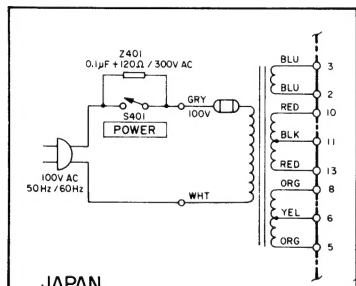 Z401
0.1μF +120Ω / 300V AC
S401
POWER
GRY
100V
100V AC
50Hz / 60Hz
WHT
BLU 3
BLU 2
RED 10
BLK 11
RED 13
ORG 8
YEL 6
ORG 5
JAPAN